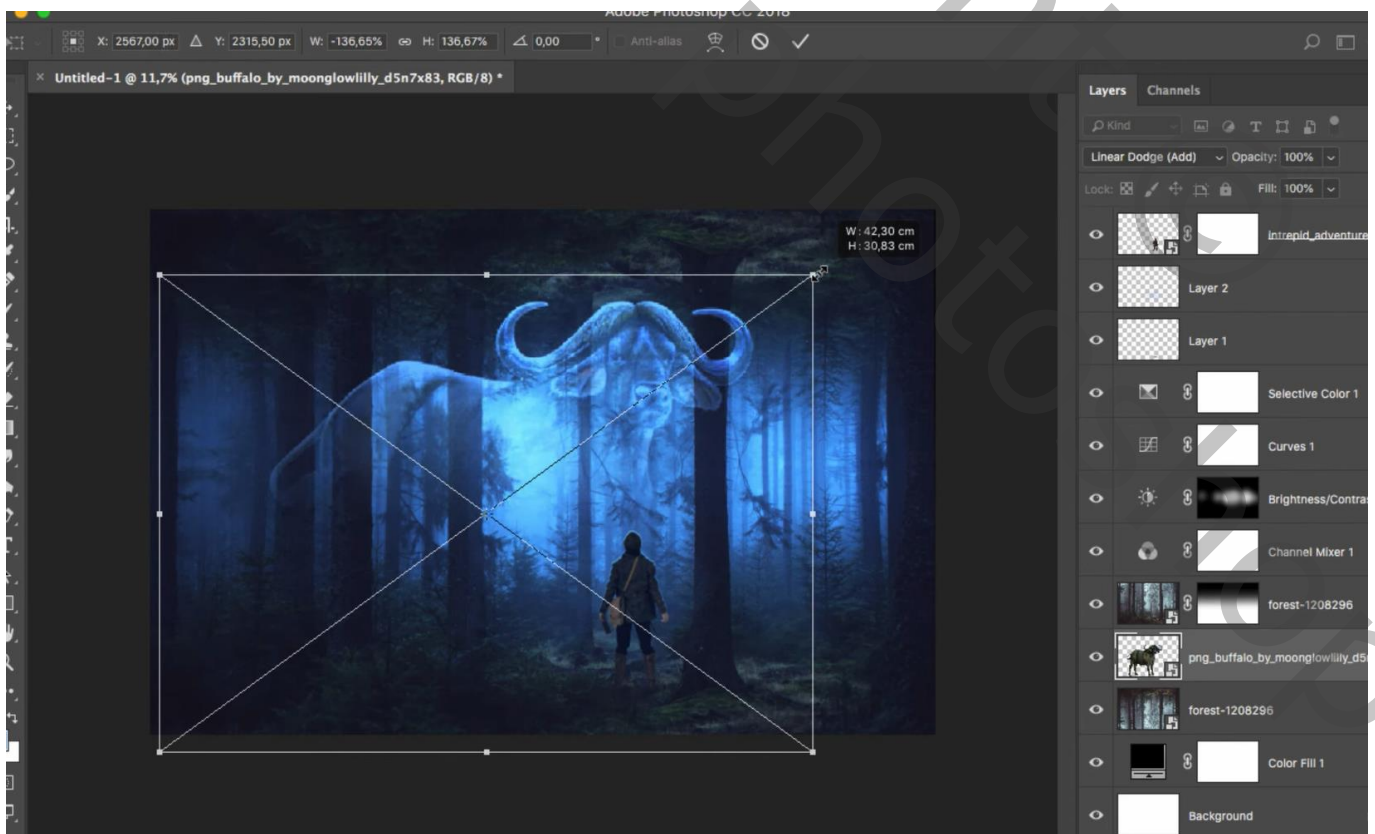 Adobe Photoshop CC 2018
X: 2567,00 px Y: 2315,50 px W: -136,65% H: 136,67% 0,00 ° Anti-alias
× Untitled-1 @ 11,7% (png_buffalo_by_moonglowlilly_d5n7x83, RGB/8) *
Layers Channels
Kind
Linear Dodge (Add) Opacity: 100%
Lock: Fill: 100%
W: 42,30 cm
H: 30,83 cm
intrepid_adventure
Layer 2
Layer 1
Selective Color 1
Curves 1
Brightness/Contra
Channel Mixer 1
forest-1208296
png_buffalo_by_moonglowlilly_d5
forest-1208296
Color Fill 1
Background